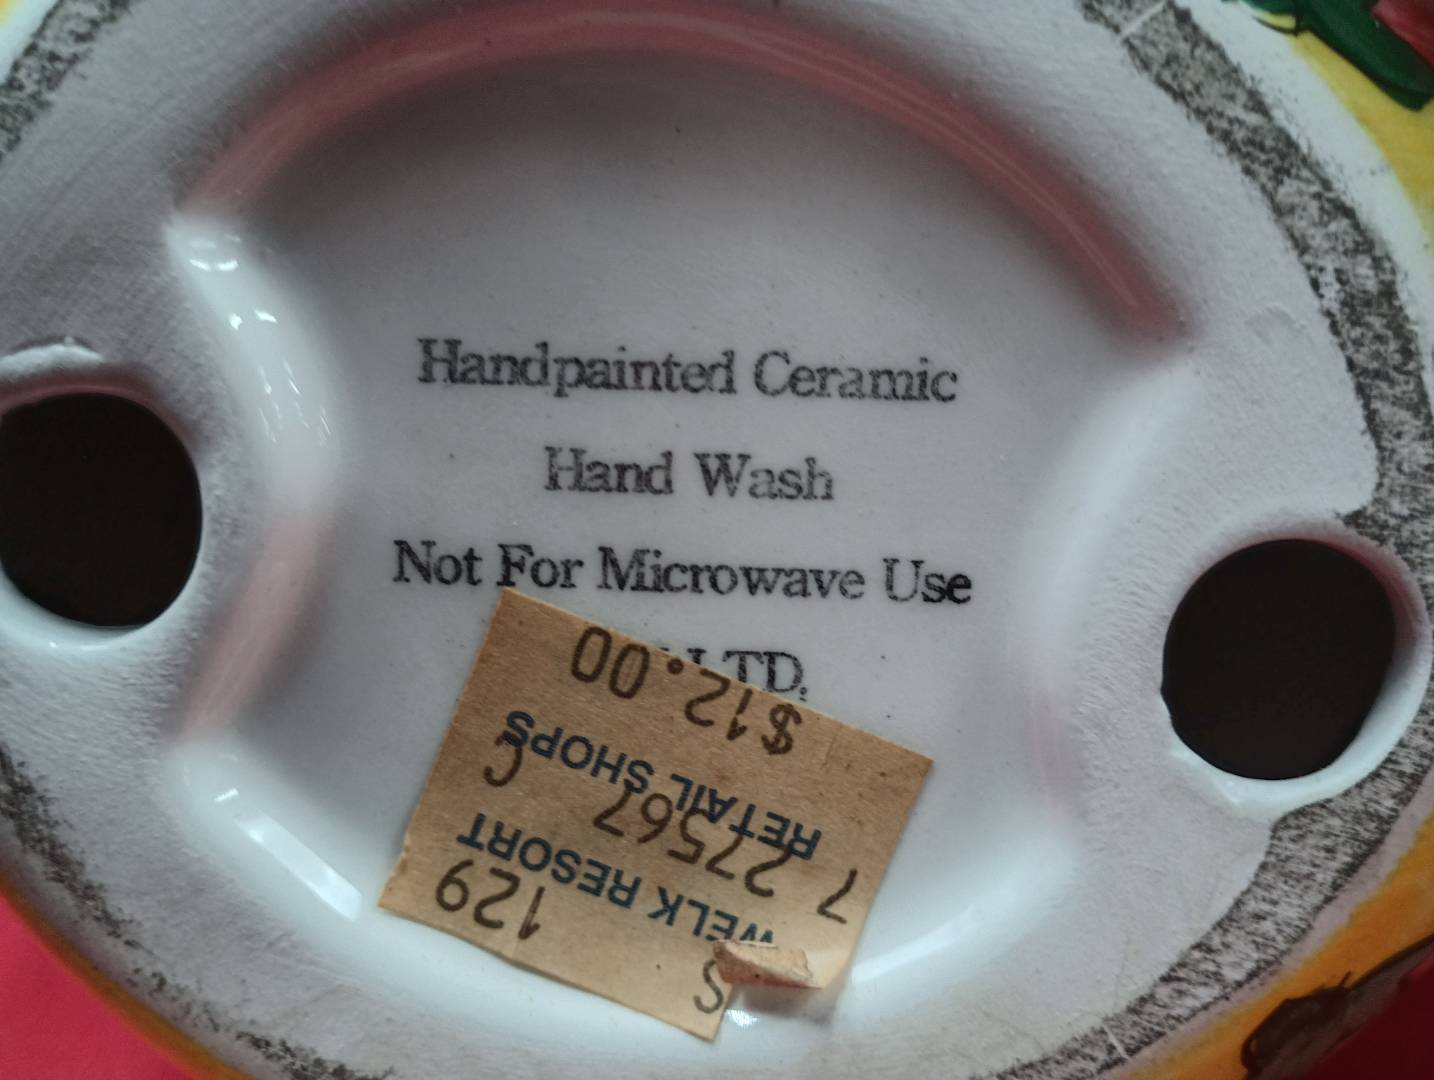 Handpainted Ceramic
Hand Wash
Not For Microwave Use
LTD.
S
129
WELK RESORT
7 27567 C
RETAIL SHOPS
$12.00